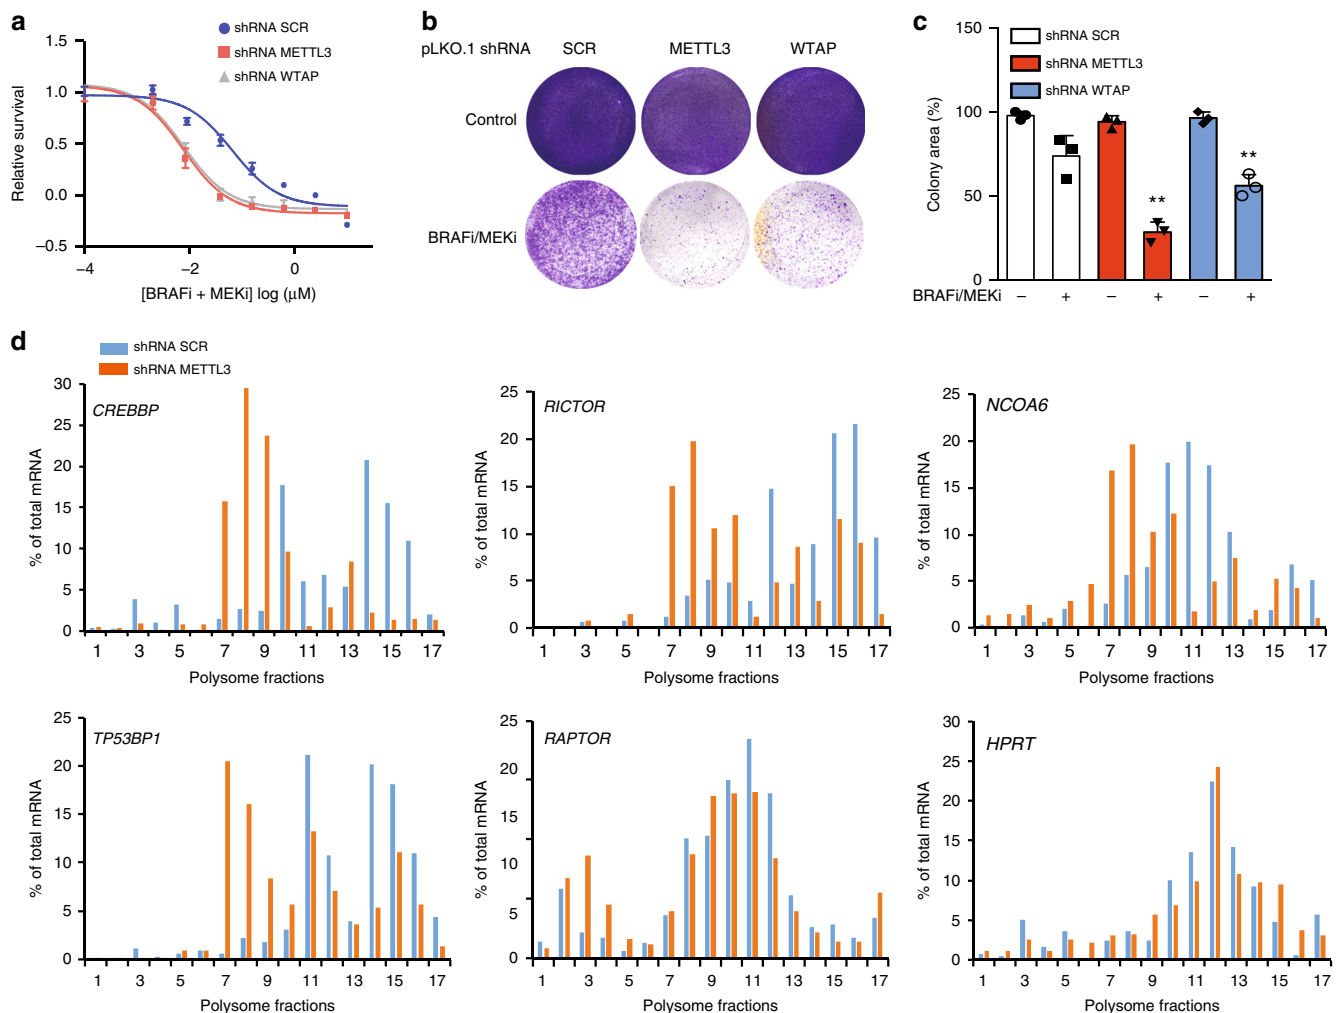 a
shRNA SCR
shRNA METTL3
shRNA WTAP
1.5
1.0
0.5
0.0
–0.5
Relative survival
–4
–2
0
[BRAFi + MEKi] log (μM)
b
pLKO.1 shRNA SCR METTL3 WTAP
Control
BRAFi/MEKi
c
shRNA SCR
shRNA METTL3
shRNA WTAP
150
100
50
0
Colony area (%)
**
**
BRAFi/MEKi – + – + – +
d
shRNA SCR
shRNA METTL3
CREBBP
30
25
20
15
10
5
0
% of total mRNA
1 3 5 7 9 11 13 15 17
Polysome fractions
RICTOR
25
20
15
10
5
0
% of total mRNA
1 3 5 7 9 11 13 15 17
Polysome fractions
NCOA6
25
20
15
10
5
0
% of total mRNA
1 3 5 7 9 11 13 15 17
Polysome fractions
TP53BP1
25
20
15
10
5
0
% of total mRNA
1 3 5 7 9 11 13 15 17
Polysome fractions
RAPTOR
25
20
15
10
5
0
% of total mRNA
1 3 5 7 9 11 13 15 17
Polysome fractions
HPRT
30
25
20
15
10
5
0
% of total mRNA
1 3 5 7 9 11 13 15 17
Polysome fractions